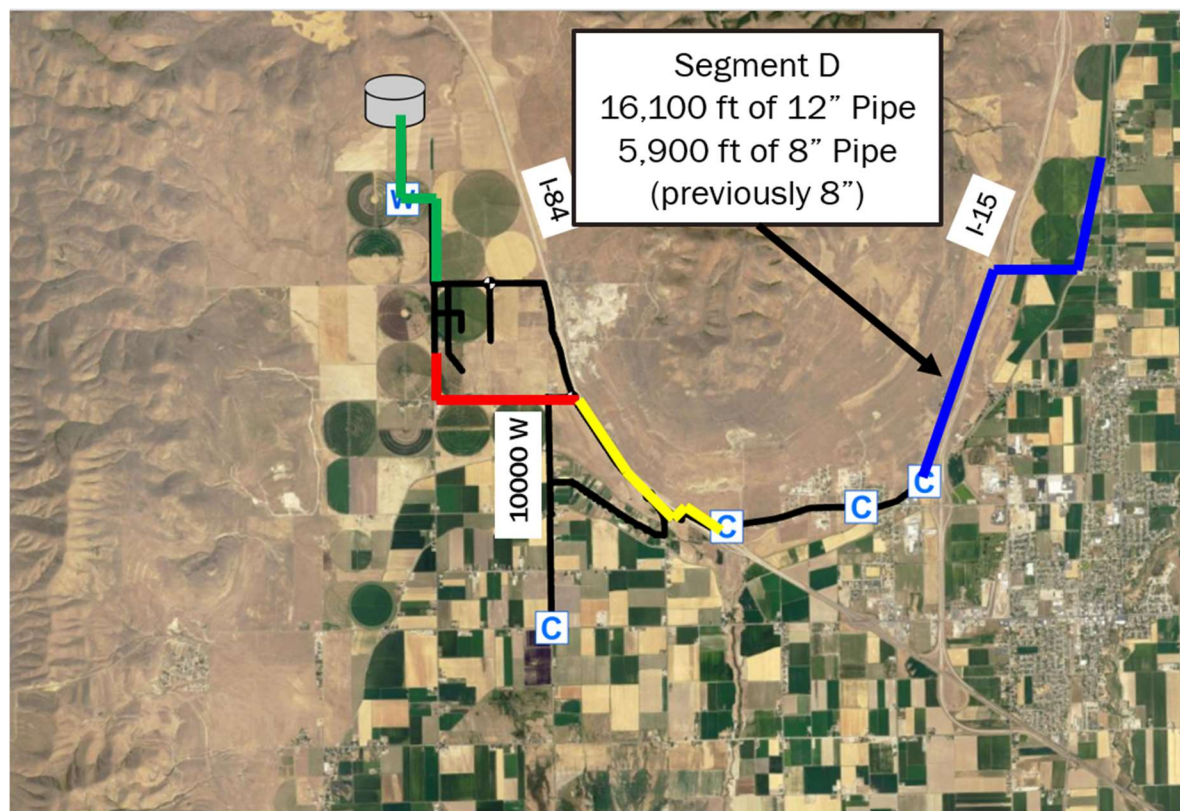 Segment D
16,100 ft of 12” Pipe
5,900 ft of 8” Pipe
(previously 8”)
I-84
I-15
W
10000 W
C
C
C
C